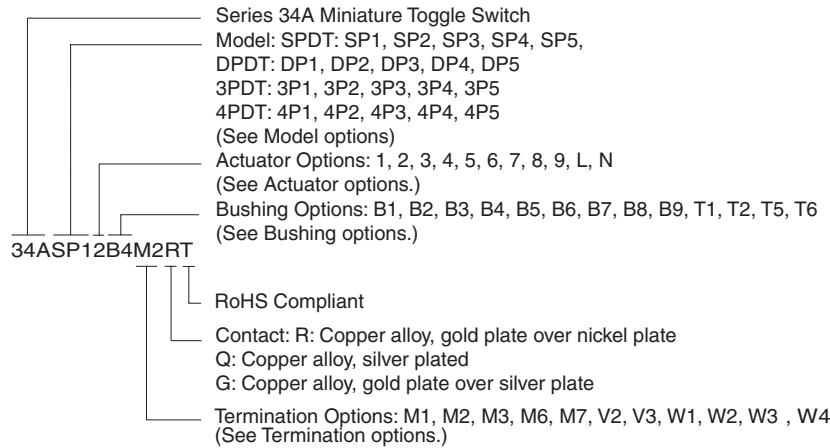 Series 34A Miniature Toggle Switch
Model: SPDT: SP1, SP2, SP3, SP4, SP5,
DPDT: DP1, DP2, DP3, DP4, DP5
3PDT: 3P1, 3P2, 3P3, 3P4, 3P5
4PDT: 4P1, 4P2, 4P3, 4P4, 4P5
(See Model options)
Actuator Options: 1, 2, 3, 4, 5, 6, 7, 8, 9, L, N
(See Actuator options.)
Bushing Options: B1, B2, B3, B4, B5, B6, B7, B8, B9, T1, T2, T5, T6
(See Bushing options.)
34ASP12B4M2RT
RoHS Compliant
Contact: R: Copper alloy, gold plate over nickel plate
Q: Copper alloy, silver plated
G: Copper alloy, gold plate over silver plate
Termination Options: M1, M2, M3, M6, M7, V2, V3, W1, W2, W3 , W4
(See Termination options.)